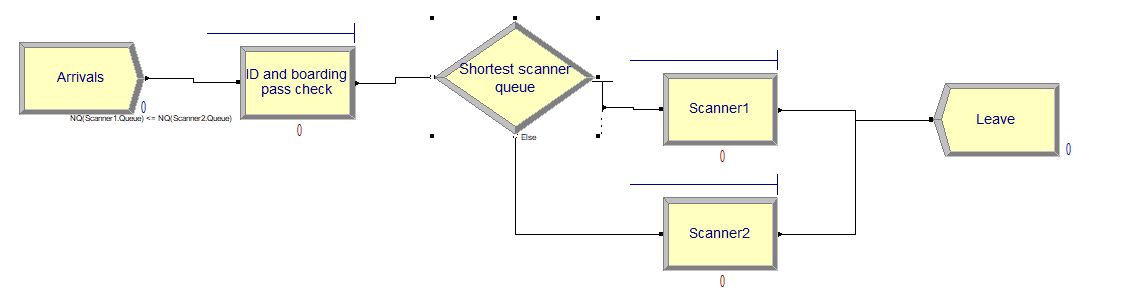 Arrivals
0
NQ(Scanner1.Queue) <= NQ(Scanner2.Queue)
ID and boarding
pass check
0
Shortest scanner
queue
Else
Scanner1
0
Scanner2
0
Leave
0